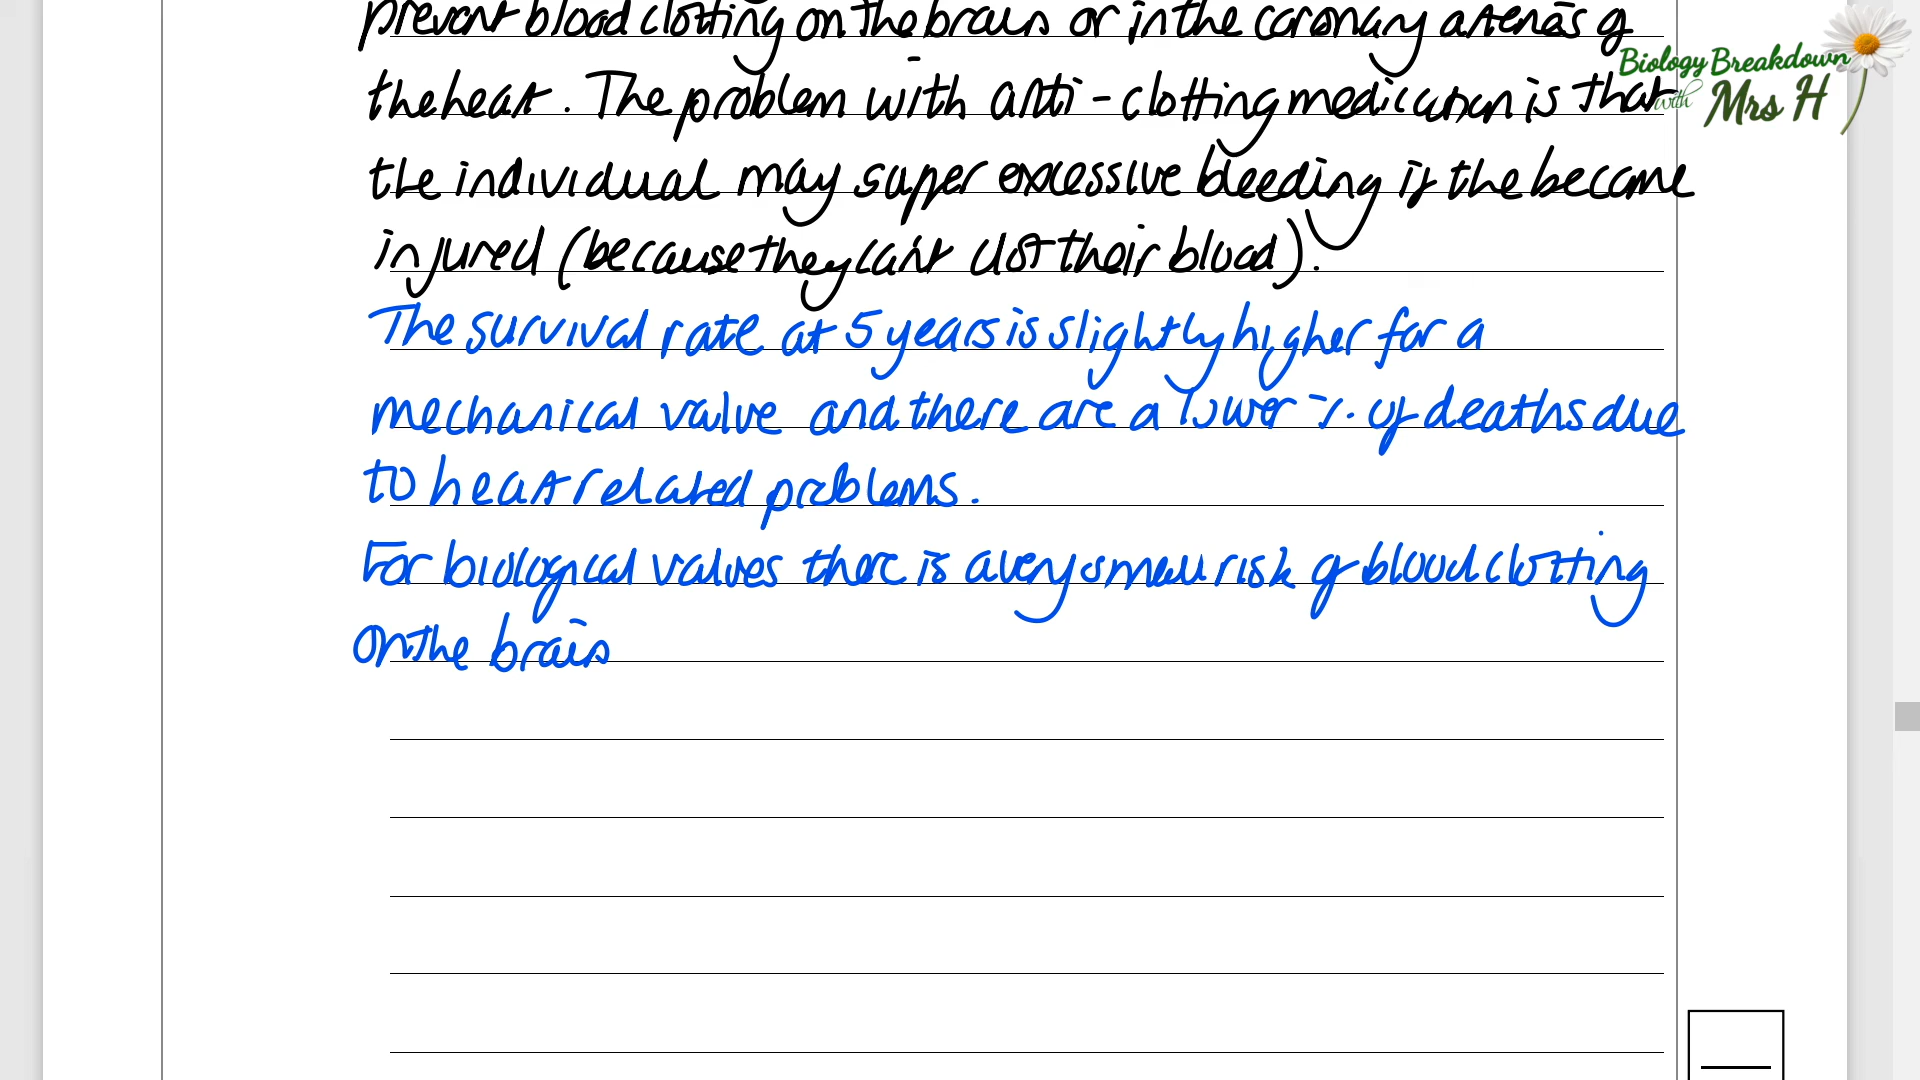 prevent blood clotting on the brain or in the coronary arteries of
Biology Breakdown
with Mrs H
the heart. The problem with anti-clotting medication is that
the individual may suffer excessive bleeding if the become
injured (because they can't clot their blood).
The survival rate at 5 years is slightly higher for a
mechanical valve and there are a lower %. of deaths due
to heart related problems.
For biological valves there is a very small risk of blood clotting
on the brain